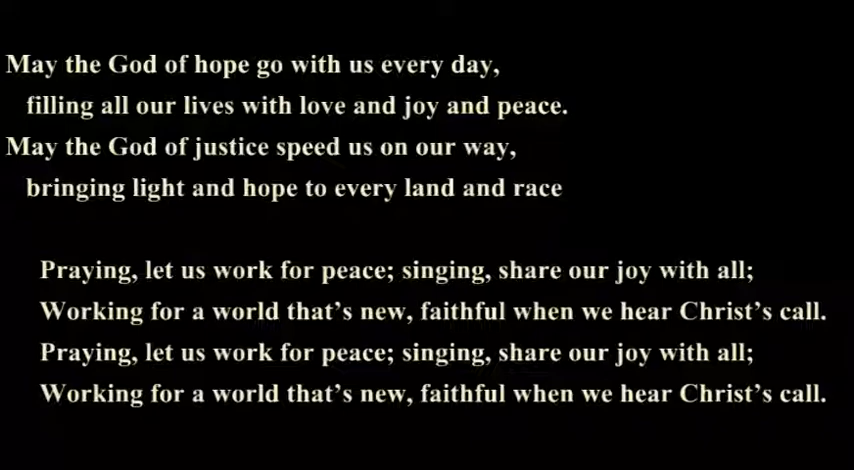 May the God of hope go with us every day,
filling all our lives with love and joy and peace.
May the God of justice speed us on our way,
bringing light and hope to every land and race
Praying, let us work for peace; singing, share our joy with all;
Working for a world that's new, faithful when we hear Christ's call.
Praying, let us work for peace; singing, share our joy with all;
Working for a world that's new, faithful when we hear Christ's call.